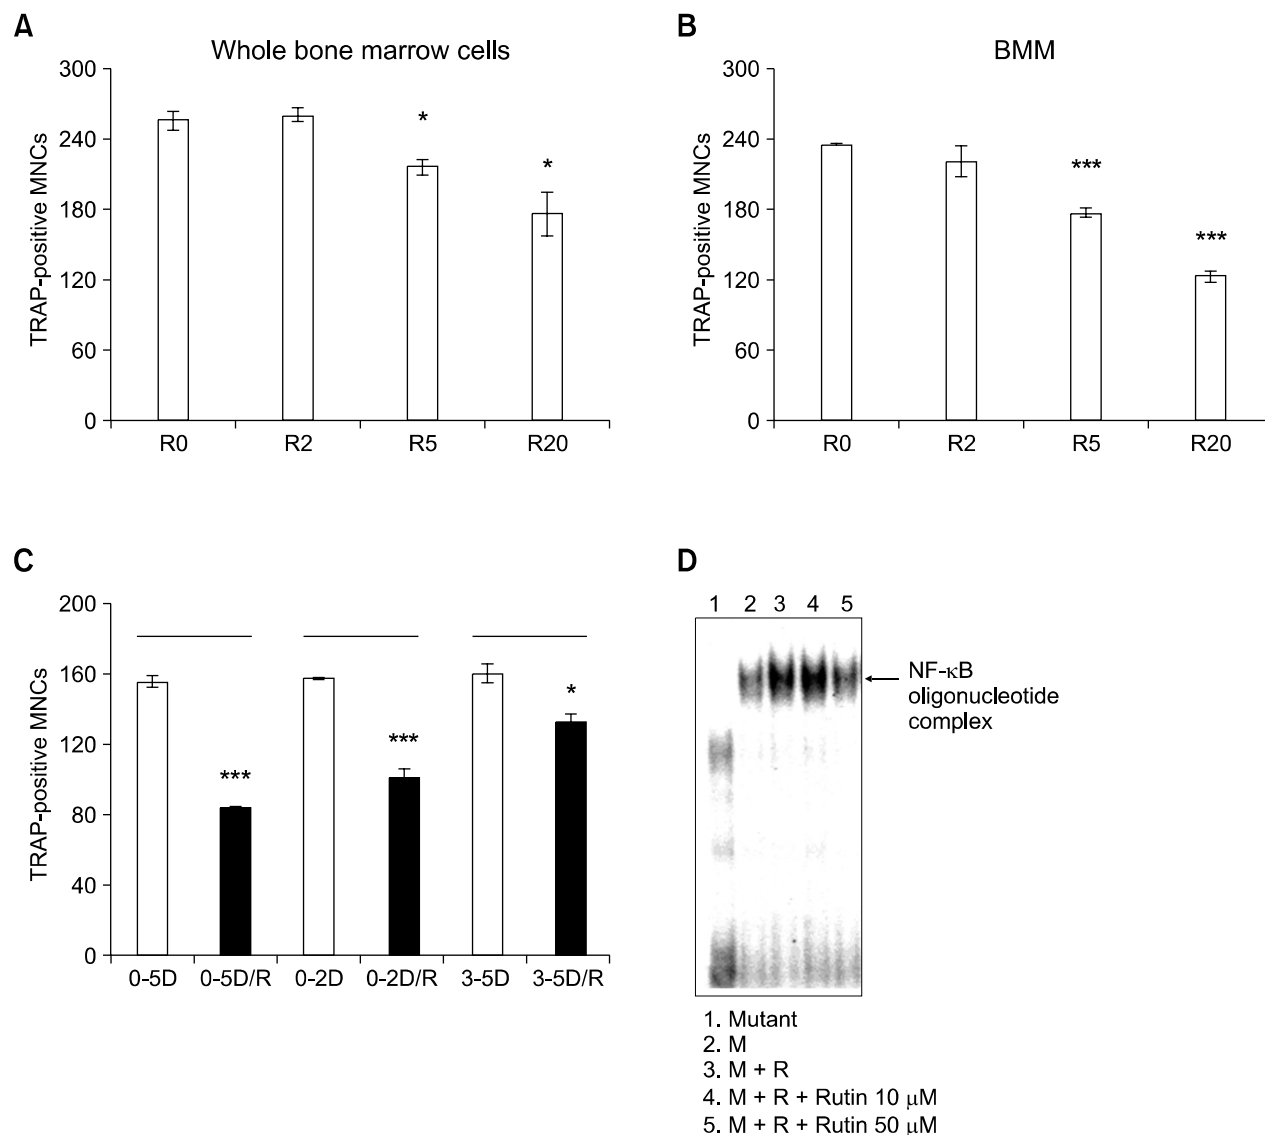 A
Whole bone marrow cells
TRAP-positive MNCs
300
240
180
120
60
0
*
*
R0 R2 R5 R20
B
BMM
TRAP-positive MNCs
300
240
180
120
60
0
***
***
R0 R2 R5 R20
C
TRAP-positive MNCs
200
160
120
80
40
0
***
***
*
0-5D 0-5D/R 0-2D 0-2D/R 3-5D 3-5D/R
D
1 2 3 4 5
NF-κB
oligonucleotide
complex
1. Mutant
2. M
3. M + R
4. M + R + Rutin 10 μM
5. M + R + Rutin 50 μM